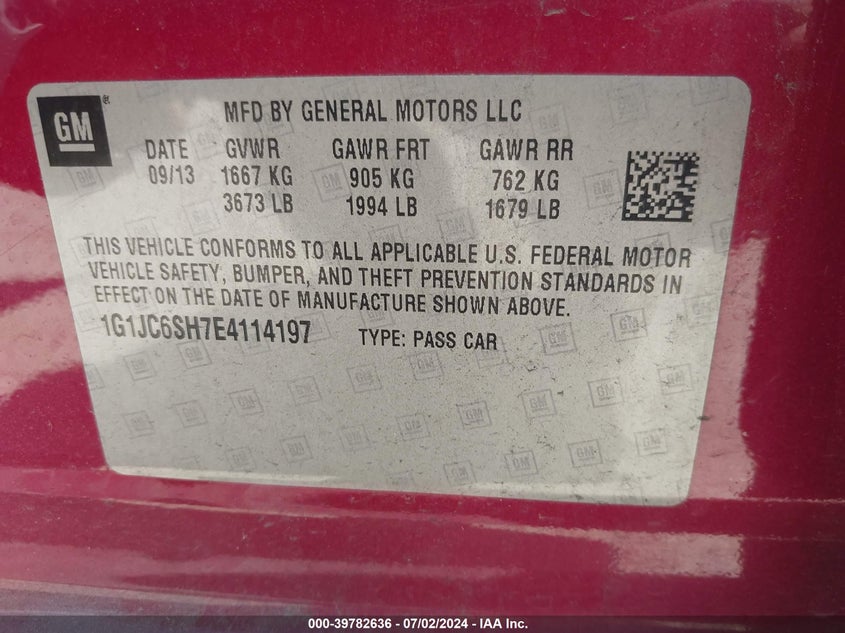 GM
MFD BY GENERAL MOTORS LLC
DATE GVWR GAWR FRT GAWR RR
09/13 1667 KG 905 KG 762 KG
3673 LB 1994 LB 1679 LB
THIS VEHICLE CONFORMS TO ALL APPLICABLE U.S. FEDERAL MOTOR
VEHICLE SAFETY, BUMPER, AND THEFT PREVENTION STANDARDS IN
EFFECT ON THE DATE OF MANUFACTURE SHOWN ABOVE.
1G1JC6SH7E4114197 TYPE: PASS CAR
000-39782636 - 07/02/2024 - IAA Inc.